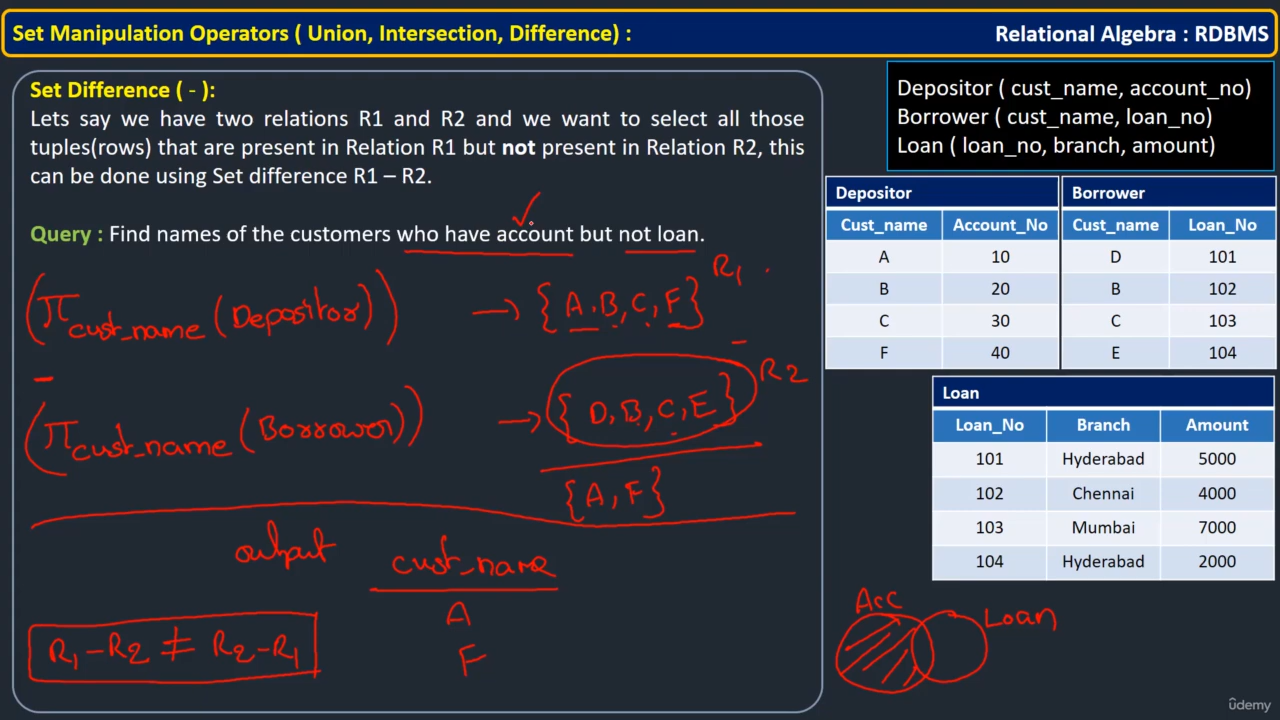 Set Manipulation Operators ( Union, Intersection, Difference) :
Relational Algebra : RDBMS
Set Difference ( - ):
Lets say we have two relations R1 and R2 and we want to select all those
tuples(rows) that are present in Relation R1 but not present in Relation R2, this
can be done using Set difference R1 – R2.
Query : Find names of the customers who have account but not loan.
(π cust_name (Depositor)) → {A, B, C, F} R1
-
(π cust_name (Borrower)) → {D, B, C, E} R2
{A, F}
output
cust_name
A
F
R1 – R2 ≠ R2 – R1
Depositor ( cust_name, account_no)
Borrower ( cust_name, loan_no)
Loan ( loan_no, branch, amount)
Depositor
Cust_name Account_No
A 10
B 20
C 30
F 40
Borrower
Cust_name Loan_No
D 101
B 102
C 103
E 104
Loan
Loan_No Branch Amount
101 Hyderabad 5000
102 Chennai 4000
103 Mumbai 7000
104 Hyderabad 2000
Acc
Loan
ûdemy